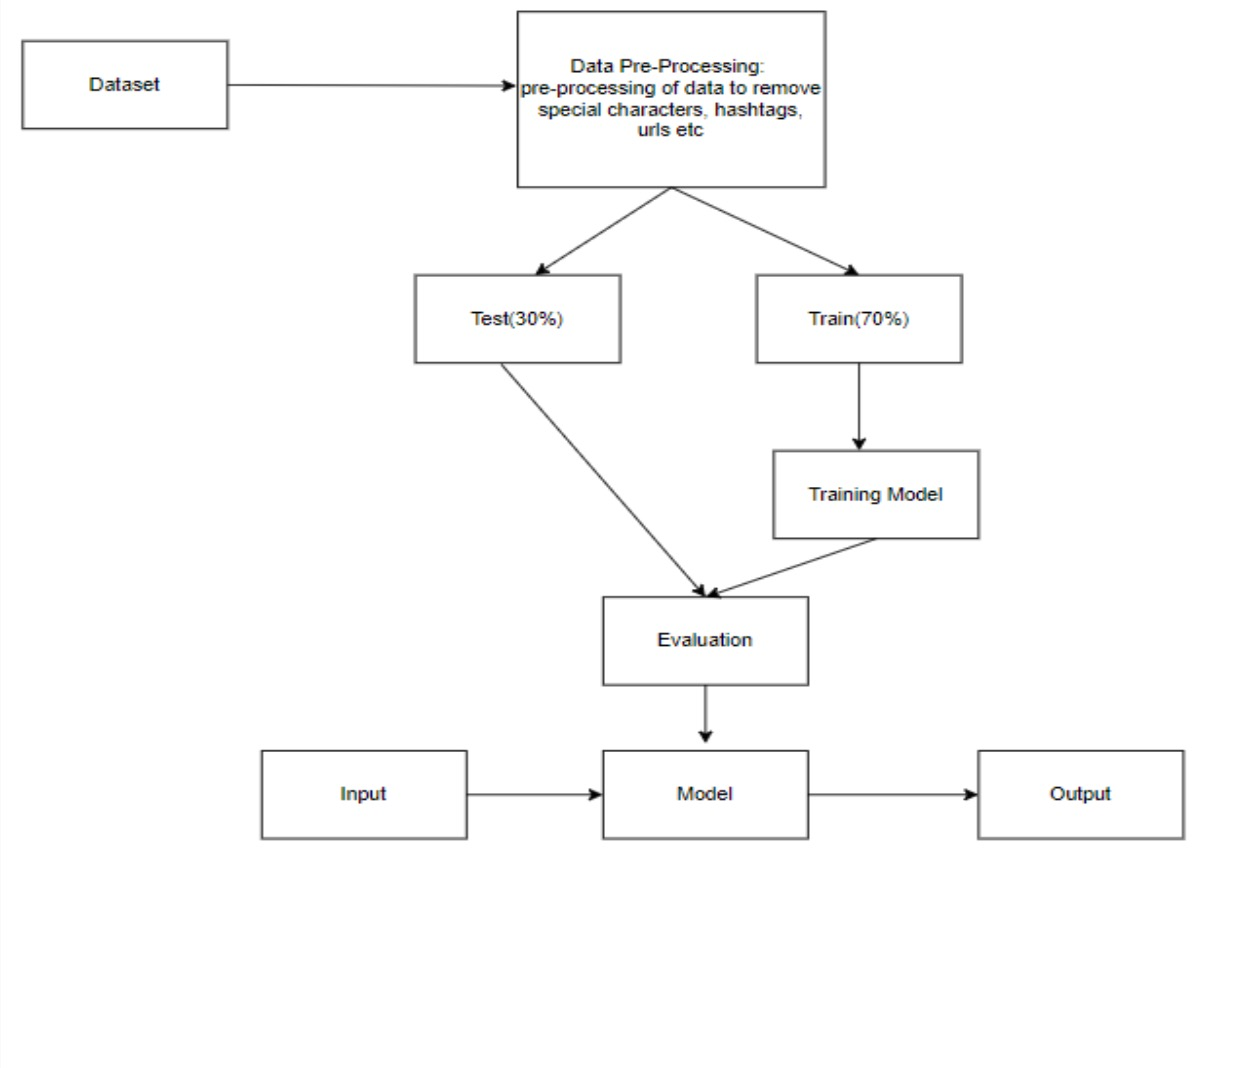 Dataset
Data Pre-Processing:
pre-processing of data to remove
special characters, hashtags,
urls etc
Test(30%)
Train(70%)
Training Model
Evaluation
Input
Model
Output